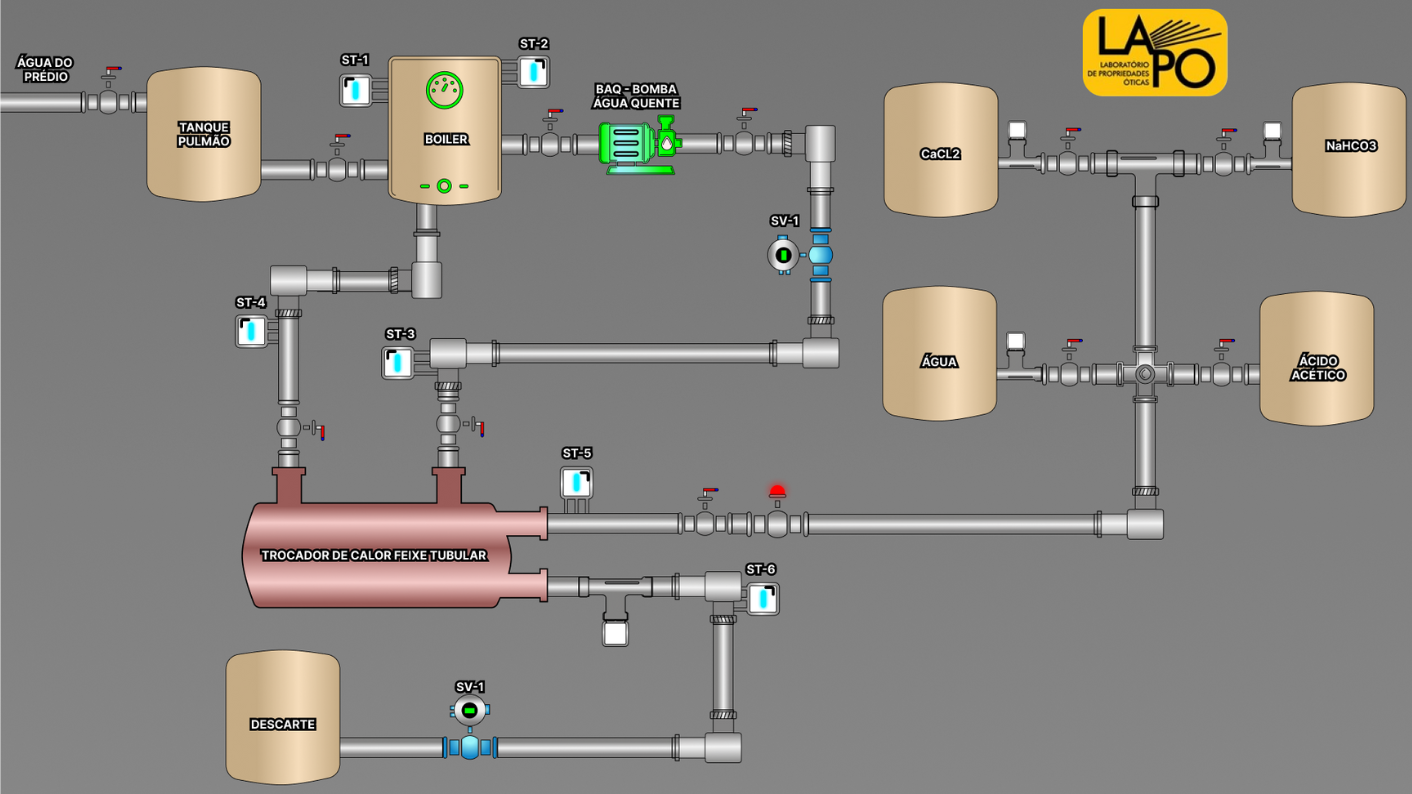 ÁGUA DO
PRÉDIO
TANQUE
PULMÃO
ST-1
ST-2
BOILER
BAQ - BOMBA
ÁGUA QUENTE
LAPO
LABORATÓRIO
DE PROPRIEDADES
ÓTICAS
CaCL2
NaHCO3
SV-1
ST-4
ST-3
ÁGUA
ÁCIDO
ACÉTICO
ST-5
TROCADOR DE CALOR FEIXE TUBULAR
ST-6
SV-1
DESCARTE